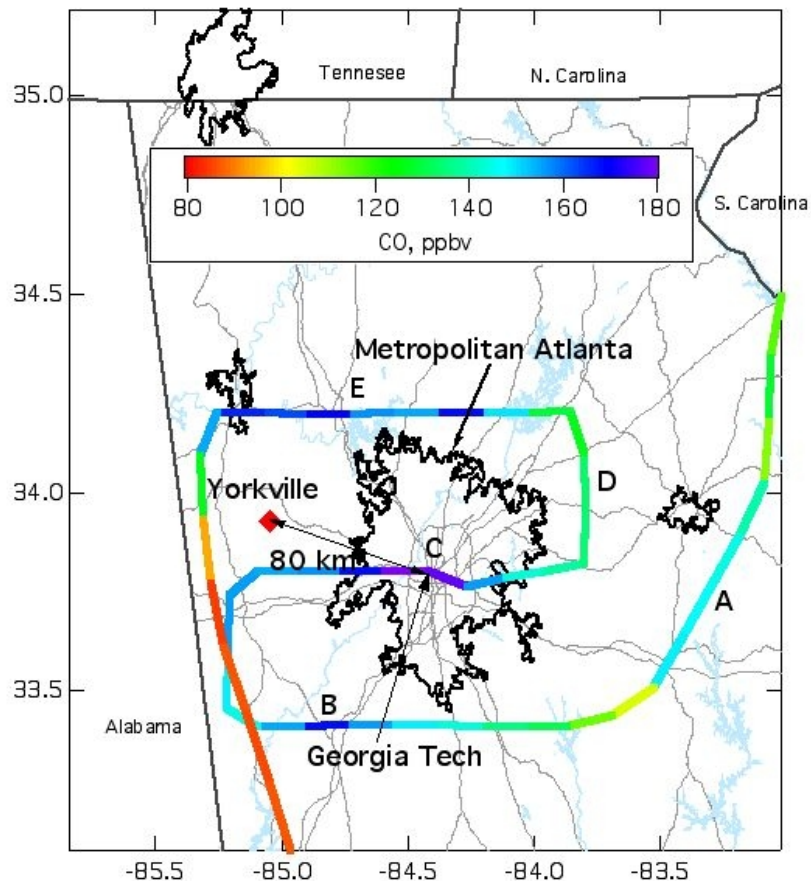 Tennesee
N. Carolina
35.0
80 100 120 140 160 180
CO, ppbv
S. Carolina
34.5
Metropolitan Atlanta
E
34.0
Yorkville
D
C
80 km
A
33.5
B
Alabama
Georgia Tech
-85.5 -85.0 -84.5 -84.0 -83.5